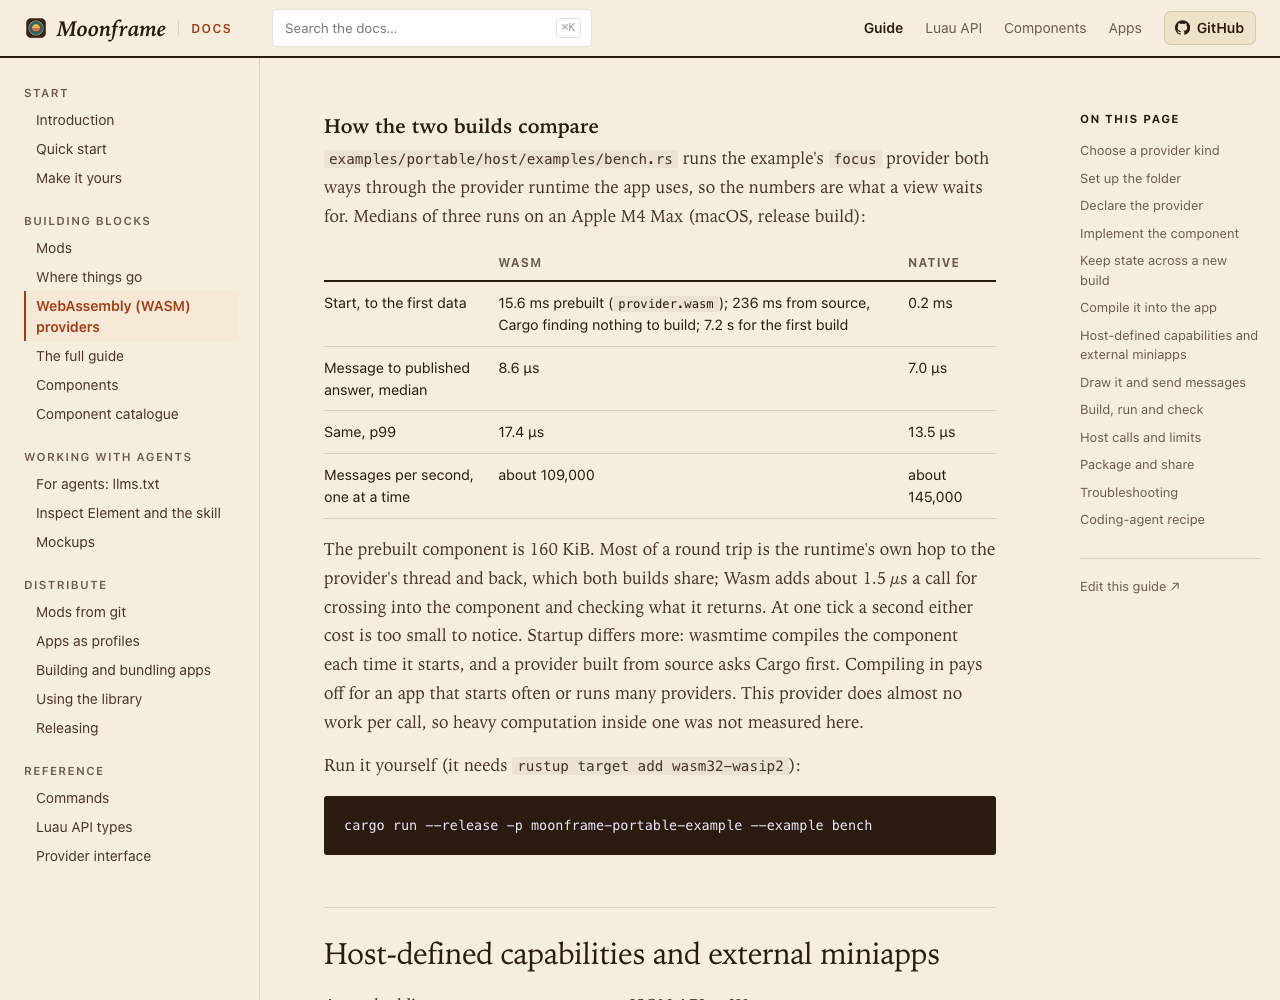 Moonframe DOCS
Search the docs... ⌘K
Guide Luau API Components Apps GitHub
START
Introduction
Quick start
Make it yours
BUILDING BLOCKS
Mods
Where things go
WebAssembly (WASM)
providers
The full guide
Components
Component catalogue
WORKING WITH AGENTS
For agents: llms.txt
Inspect Element and the skill
Mockups
DISTRIBUTE
Mods from git
Apps as profiles
Building and bundling apps
Using the library
Releasing
REFERENCE
Commands
Luau API types
Provider interface
How the two builds compare
examples/portable/host/examples/bench.rs runs the example's focus provider both
ways through the provider runtime the app uses, so the numbers are what a view waits
for. Medians of three runs on an Apple M4 Max (macOS, release build):
WASM NATIVE
Start, to the first data 15.6 ms prebuilt (provider.wasm); 236 ms from source, 0.2 ms
Cargo finding nothing to build; 7.2 s for the first build
Message to published 8.6 µs 7.0 µs
answer, median
Same, p99 17.4 µs 13.5 µs
Messages per second, about 109,000 about
one at a time 145,000
The prebuilt component is 160 KiB. Most of a round trip is the runtime's own hop to the
provider's thread and back, which both builds share; Wasm adds about 1.5 µs a call for
crossing into the component and checking what it returns. At one tick a second either
cost is too small to notice. Startup differs more: wasmtime compiles the component
each time it starts, and a provider built from source asks Cargo first. Compiling in pays
off for an app that starts often or runs many providers. This provider does almost no
work per call, so heavy computation inside one was not measured here.
Run it yourself (it needs rustup target add wasm32-wasip2):
cargo run --release -p moonframe-portable-example --example bench
Host-defined capabilities and external miniapps
ON THIS PAGE
Choose a provider kind
Set up the folder
Declare the provider
Implement the component
Keep state across a new
build
Compile it into the app
Host-defined capabilities and
external miniapps
Draw it and send messages
Build, run and check
Host calls and limits
Package and share
Troubleshooting
Coding-agent recipe
Edit this guide ↗